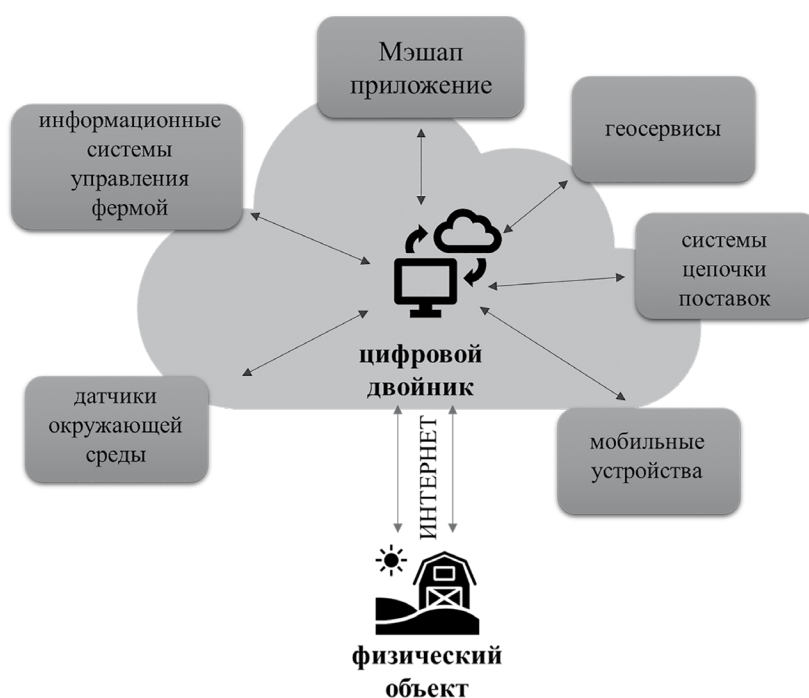 Мэшап
приложение
информационные
системы
управления
фермой
геосервисы
системы
цепочки
поставок
цифровой
двойник
датчики
окружающей
среды
мобильные
устройства
ИНТЕРНЕТ
физический
объект